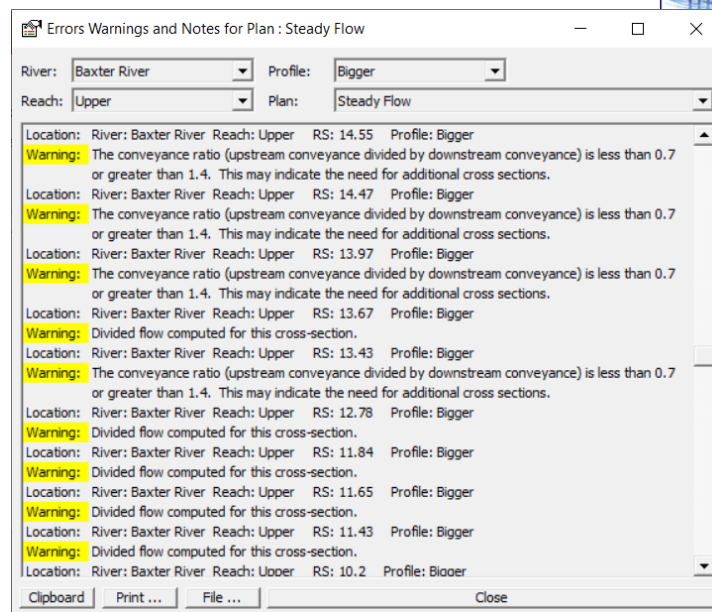 Errors Warnings and Notes for Plan : Steady Flow
River: Baxter River Profile: Bigger
Reach: Upper Plan: Steady Flow
Location: River: Baxter River Reach: Upper RS: 14.55 Profile: Bigger
Warning: The conveyance ratio (upstream conveyance divided by downstream conveyance) is less than 0.7
or greater than 1.4. This may indicate the need for additional cross sections.
Location: River: Baxter River Reach: Upper RS: 14.47 Profile: Bigger
Warning: The conveyance ratio (upstream conveyance divided by downstream conveyance) is less than 0.7
or greater than 1.4. This may indicate the need for additional cross sections.
Location: River: Baxter River Reach: Upper RS: 13.97 Profile: Bigger
Warning: The conveyance ratio (upstream conveyance divided by downstream conveyance) is less than 0.7
or greater than 1.4. This may indicate the need for additional cross sections.
Location: River: Baxter River Reach: Upper RS: 13.67 Profile: Bigger
Warning: Divided flow computed for this cross-section.
Location: River: Baxter River Reach: Upper RS: 13.43 Profile: Bigger
Warning: The conveyance ratio (upstream conveyance divided by downstream conveyance) is less than 0.7
or greater than 1.4. This may indicate the need for additional cross sections.
Location: River: Baxter River Reach: Upper RS: 12.78 Profile: Bigger
Warning: Divided flow computed for this cross-section.
Location: River: Baxter River Reach: Upper RS: 11.84 Profile: Bigger
Warning: Divided flow computed for this cross-section.
Location: River: Baxter River Reach: Upper RS: 11.65 Profile: Bigger
Warning: Divided flow computed for this cross-section.
Location: River: Baxter River Reach: Upper RS: 11.43 Profile: Bigger
Warning: Divided flow computed for this cross-section.
Location: River: Baxter River Reach: Upper RS: 10.2 Profile: Bigger
Clipboard Print ... File ... Close